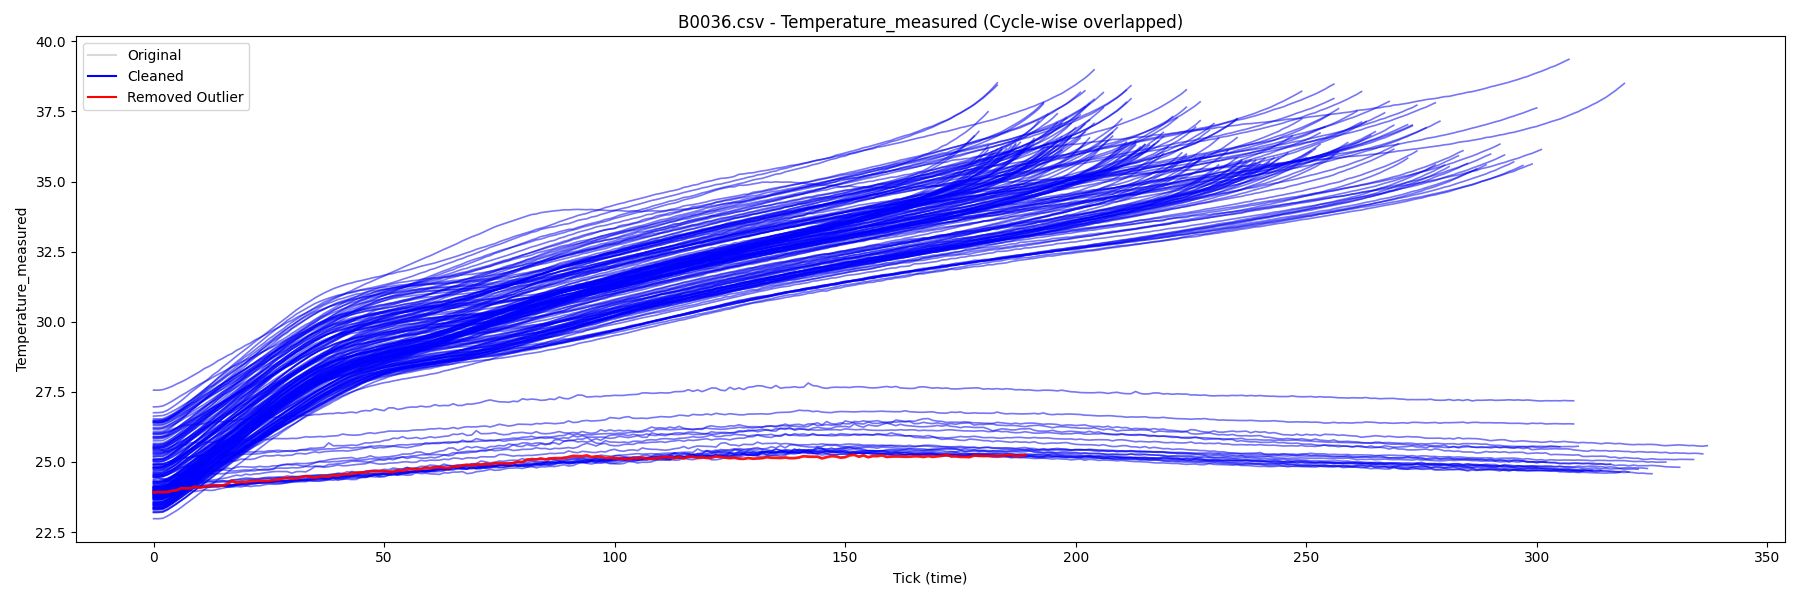 B0036.csv - Temperature_measured (Cycle-wise overlapped)
Original
Cleaned
Removed Outlier
Temperature_measured
40.0
37.5
35.0
32.5
30.0
27.5
25.0
22.5
0 50 100 150 200 250 300 350
Tick (time)